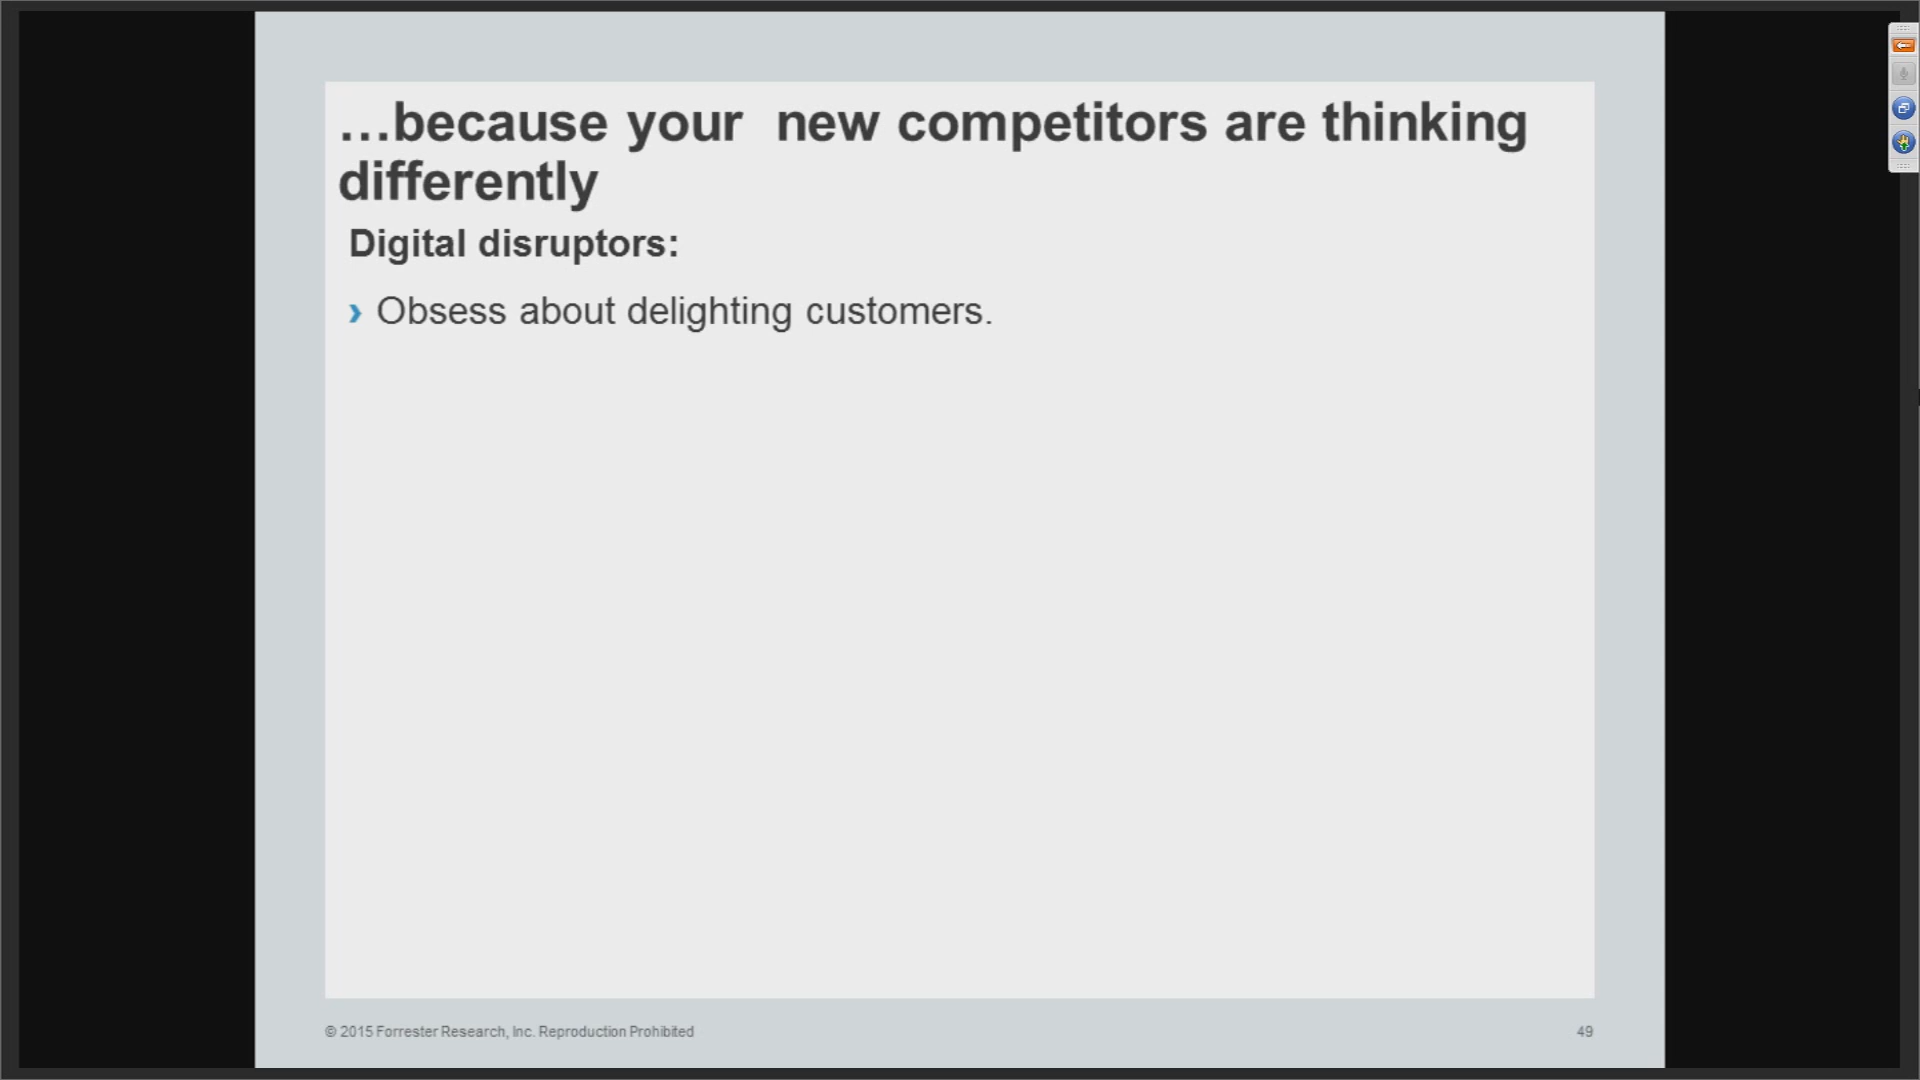 …because your  new competitors are thinking
differently
Digital disruptors:
› Obsess about delighting customers.
© 2015 Forrester Research, Inc. Reproduction Prohibited
49